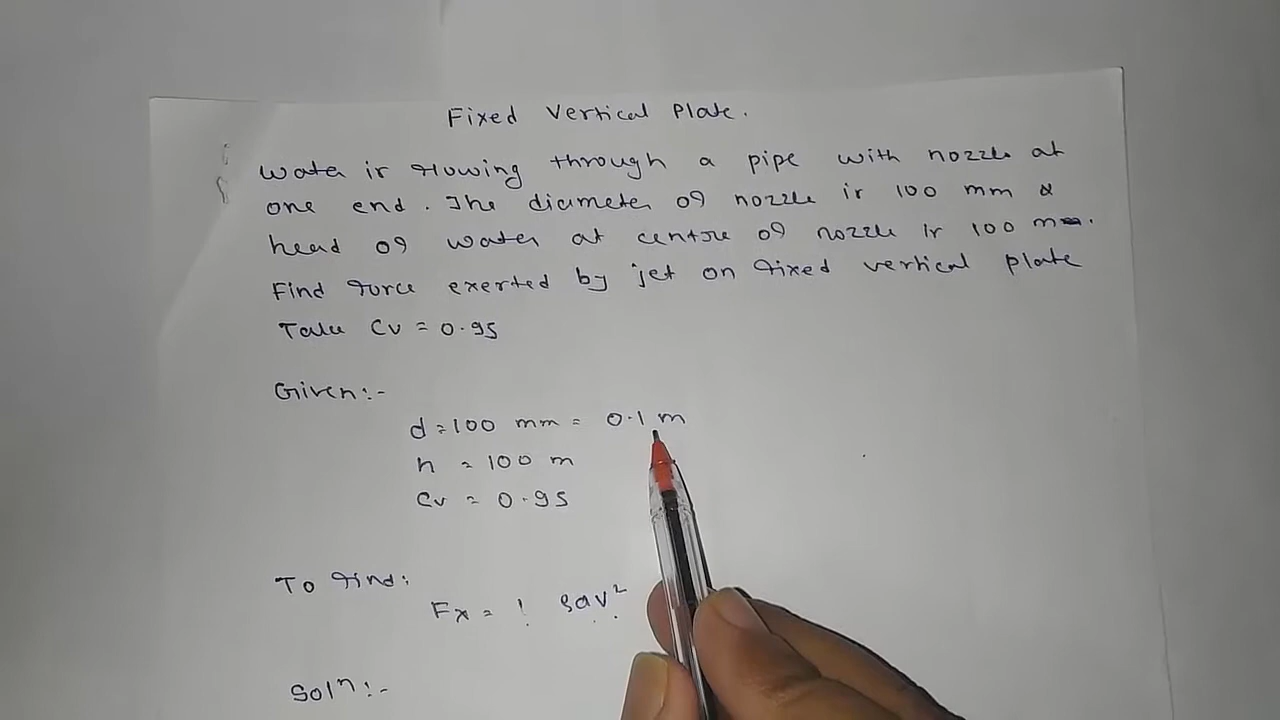 Fixed Vertical Plate.
Water is flowing through a pipe with nozzle at
one end. The diameter of nozzle is 100 mm &
head of water at centre of nozzle is 100 m.
Find force exerted by jet on fixed vertical plate
Take Cv = 0.95
Given:-
d = 100 mm = 0.1 m
h = 100 m
Cv = 0.95
To find:
Fx = ? ρav²
Solⁿ:-